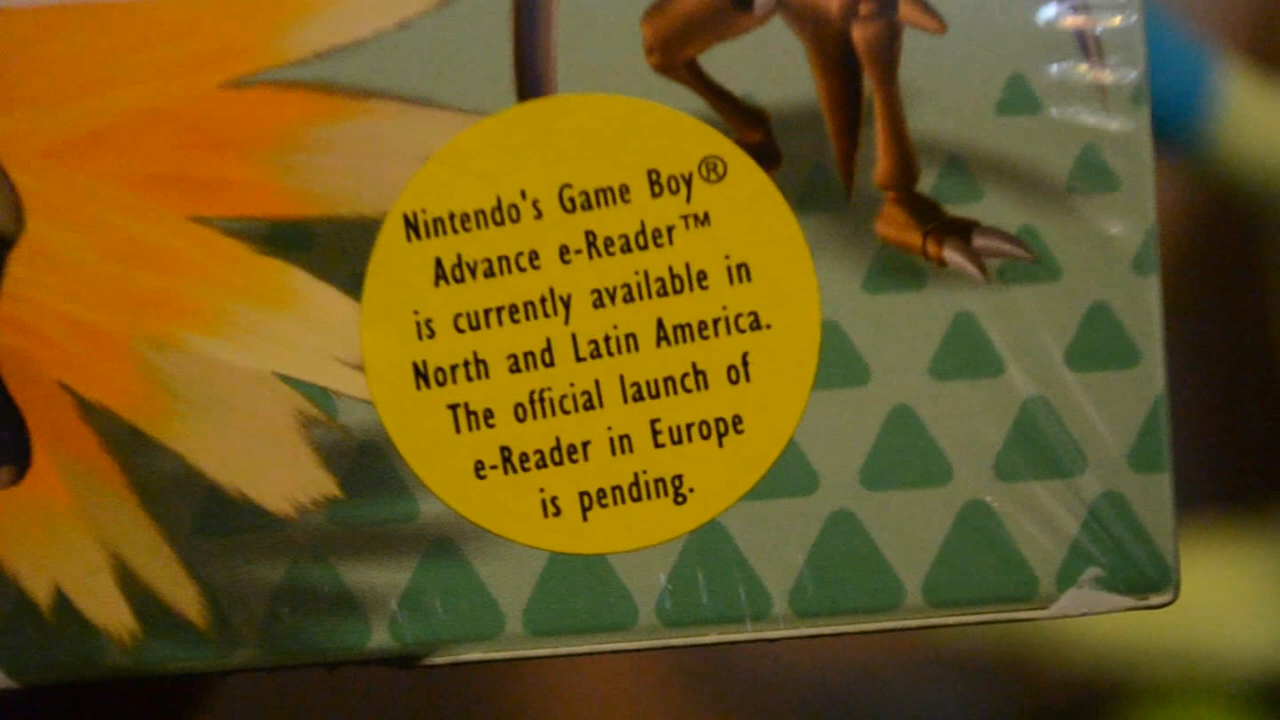 Nintendo's Game Boy®
Advance e-Reader™
is currently available in
North and Latin America.
The official launch of
e-Reader in Europe
is pending.